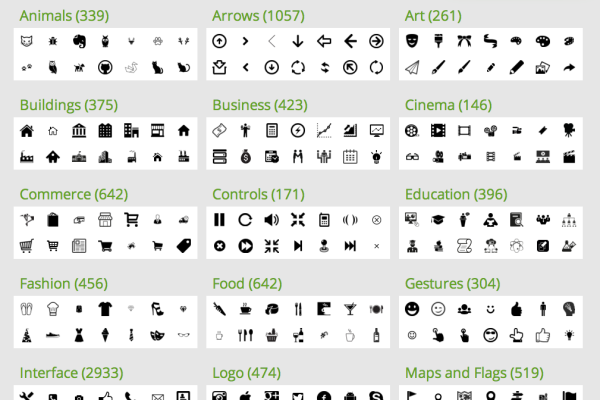 Animals (339)
Arrows (1057)
Art (261)
Buildings (375)
Business (423)
Cinema (146)
Commerce (642)
Controls (171)
Education (396)
Fashion (456)
Food (642)
Gestures (304)
Interface (2933)
Logo (474)
Maps and Flags (519)